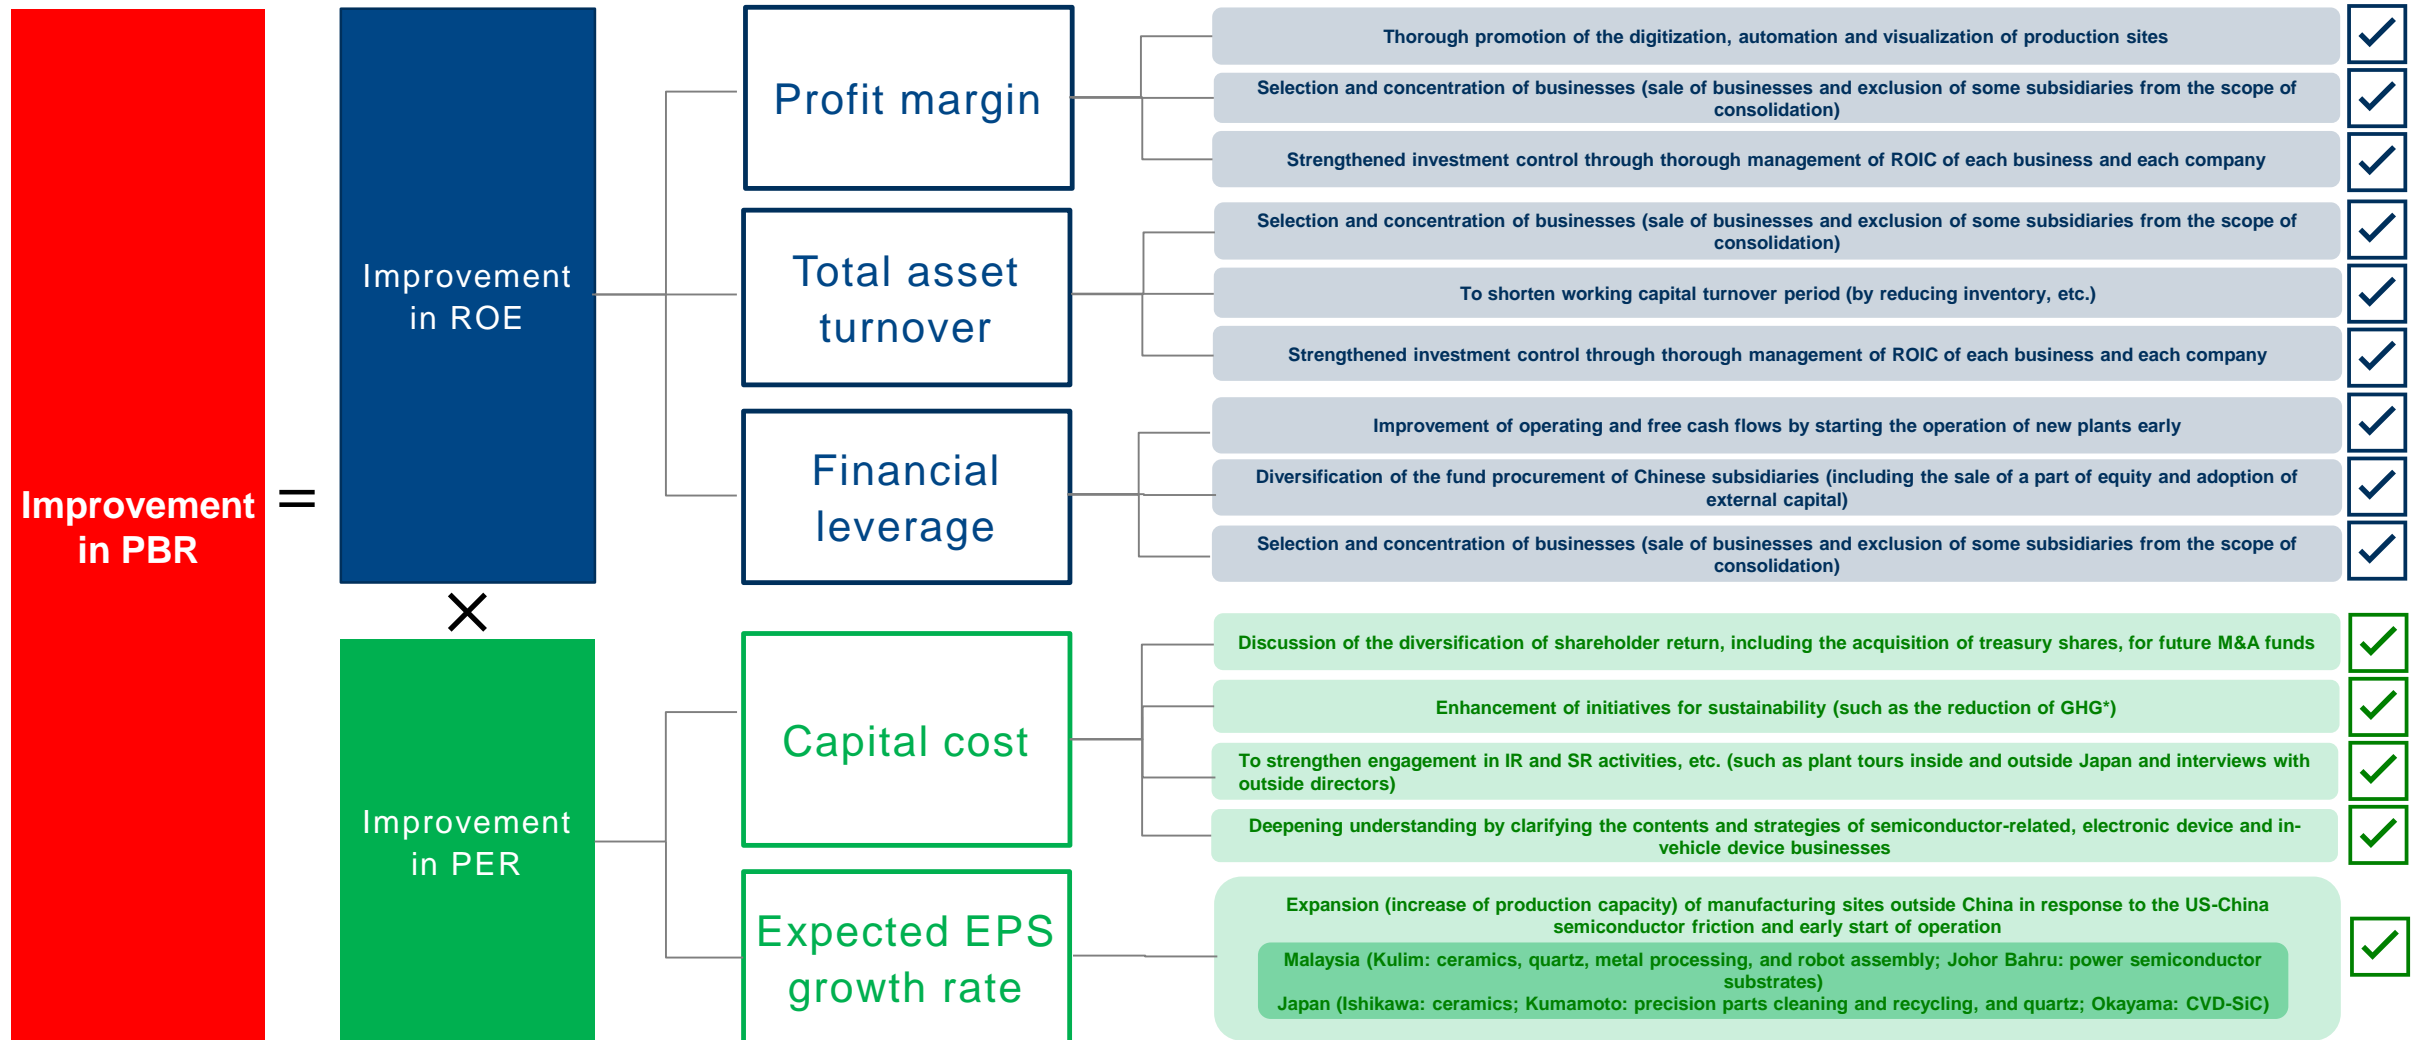 Improvement
in PBR
=
Improvement
in ROE
×
Improvement
in PER
Profit margin
Thorough promotion of the digitization, automation and visualization of production sites
Selection and concentration of businesses (sale of businesses and exclusion of some subsidiaries from the scope of
consolidation)
Strengthened investment control through thorough management of ROIC of each business and each company
Total asset
turnover
Selection and concentration of businesses (sale of businesses and exclusion of some subsidiaries from the scope of
consolidation)
To shorten working capital turnover period (by reducing inventory, etc.)
Strengthened investment control through thorough management of ROIC of each business and each company
Financial
leverage
Improvement of operating and free cash flows by starting the operation of new plants early
Diversification of the fund procurement of Chinese subsidiaries (including the sale of a part of equity and adoption of
external capital)
Selection and concentration of businesses (sale of businesses and exclusion of some subsidiaries from the scope of
consolidation)
Capital cost
Discussion of the diversification of shareholder return, including the acquisition of treasury shares, for future M&A funds
Enhancement of initiatives for sustainability (such as the reduction of GHG*)
To strengthen engagement in IR and SR activities, etc. (such as plant tours inside and outside Japan and interviews with
outside directors)
Deepening understanding by clarifying the contents and strategies of semiconductor-related, electronic device and in-
vehicle device businesses
Expected EPS
growth rate
Expansion (increase of production capacity) of manufacturing sites outside China in response to the US-China
semiconductor friction and early start of operation
Malaysia (Kulim: ceramics, quartz, metal processing, and robot assembly; Johor Bahru: power semiconductor
substrates)
Japan (Ishikawa: ceramics; Kumamoto: precision parts cleaning and recycling, and quartz; Okayama: CVD-SiC)